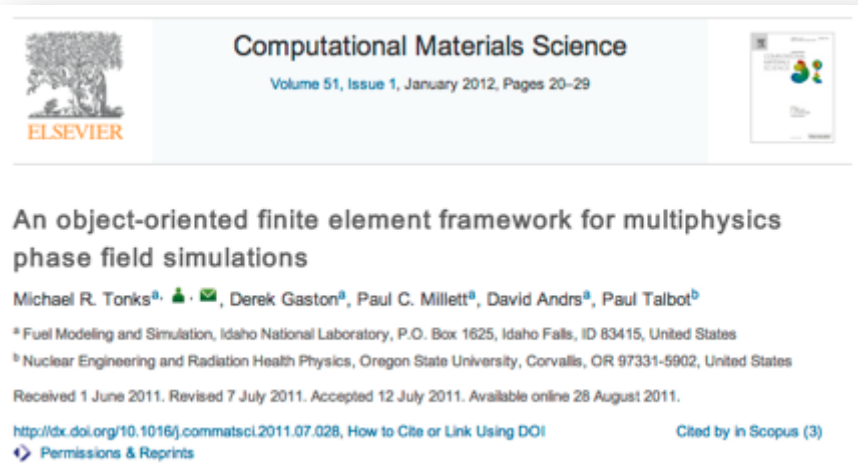 Computational Materials Science
Volume 51, Issue 1, January 2012, Pages 20–29
ELSEVIER
An object-oriented finite element framework for multiphysics
phase field simulations
Michael R. Tonksa, , Derek Gastona, Paul C. Milletta, David Andrsa, Paul Talbotb
a Fuel Modeling and Simulation, Idaho National Laboratory, P.O. Box 1625, Idaho Falls, ID 83415, United States
b Nuclear Engineering and Radiation Health Physics, Oregon State University, Corvallis, OR 97331-5902, United States
Received 1 June 2011. Revised 7 July 2011. Accepted 12 July 2011. Available online 28 August 2011.
http://dx.doi.org/10.1016/j.commatsci.2011.07.028, How to Cite or Link Using DOI
Cited by in Scopus (3)
Permissions & Reprints